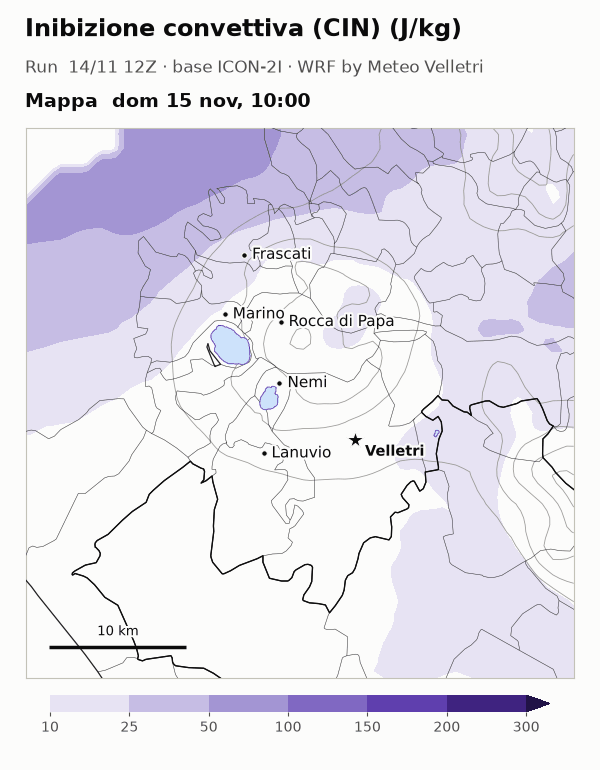 Inibizione convettiva (CIN) (J/kg)
Run 14/11 12Z · base ICON-2I · WRF by Meteo Velletri
Mappa dom 15 nov, 10:00
Frascati
Marino
Rocca di Papa
Nemi
Velletri
Lanuvio
10 km
10 25 50 100 150 200 300